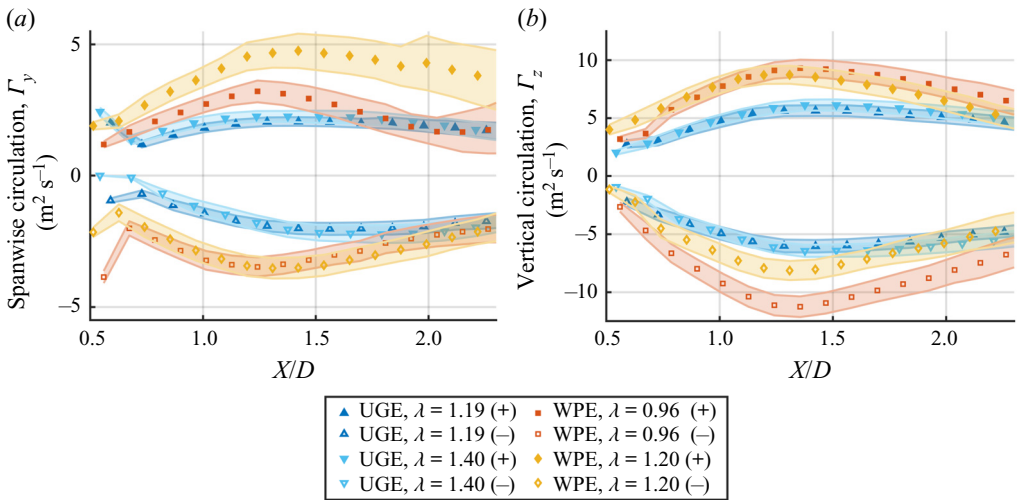 (a)
(b)
Spanwise circulation, Γy
(m² s⁻¹)
5
0
−5
0.5 1.0 1.5 2.0
X/D
Vertical circulation, Γz
(m² s⁻¹)
10
5
0
−5
−10
0.5 1.0 1.5 2.0
X/D
UGE, λ = 1.19 (+)
UGE, λ = 1.19 (–)
UGE, λ = 1.40 (+)
UGE, λ = 1.40 (–)
WPE, λ = 0.96 (+)
WPE, λ = 0.96 (–)
WPE, λ = 1.20 (+)
WPE, λ = 1.20 (–)